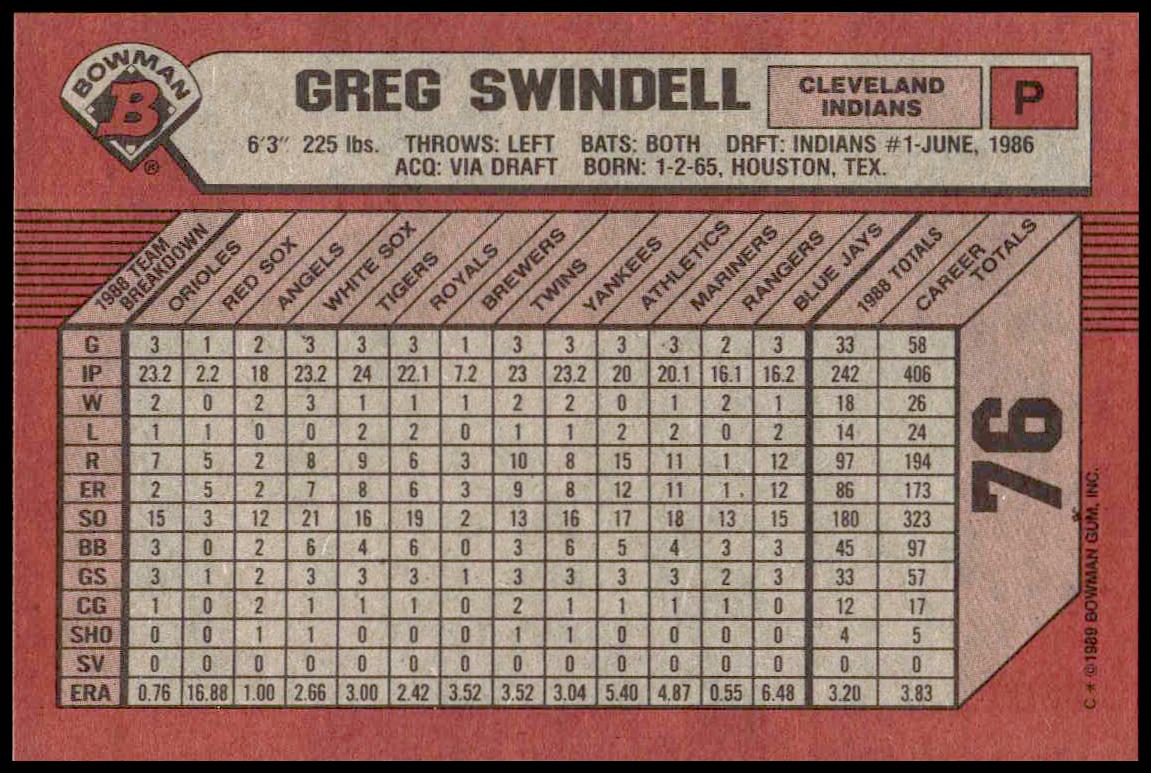 BOWMAN
B
®
GREG SWINDELL
CLEVELAND
INDIANS
P
6'3" 225 lbs. THROWS: LEFT BATS: BOTH DRFT: INDIANS #1-JUNE, 1986
ACQ: VIA DRAFT BORN: 1-2-65, HOUSTON, TEX.
1988 TEAM BREAKDOWN ORIOLES RED SOX ANGELS WHITE SOX TIGERS ROYALS BREWERS TWINS YANKEES ATHLETICS MARINERS RANGERS BLUE JAYS 1988 TOTALS CAREER TOTALS
G 3 1 2 3 3 3 1 3 3 3 3 2 3 33 58
IP 23.2 2.2 18 23.2 24 22.1 7.2 23 23.2 20 20.1 16.1 16.2 242 406
W 2 0 2 3 1 1 1 2 2 0 1 2 1 18 26
L 1 1 0 0 2 2 0 1 1 2 2 0 2 14 24
R 7 5 2 8 9 6 3 10 8 15 11 1 12 97 194
ER 2 5 2 7 8 6 3 9 8 12 11 1 12 86 173
SO 15 3 12 21 16 19 2 13 16 17 18 13 15 180 323
BB 3 0 2 6 4 6 0 3 6 5 4 3 3 45 97
GS 3 1 2 3 3 3 1 3 3 3 3 2 3 33 57
CG 1 0 2 1 1 1 0 2 1 1 1 1 0 12 17
SHO 0 0 1 1 0 0 0 1 1 0 0 0 0 4 5
SV 0 0 0 0 0 0 0 0 0 0 0 0 0 0 0
ERA 0.76 16.88 1.00 2.66 3.00 2.42 3.52 3.52 3.04 5.40 4.87 0.55 6.48 3.20 3.83
76
C * © 1989 BOWMAN GUM, INC.